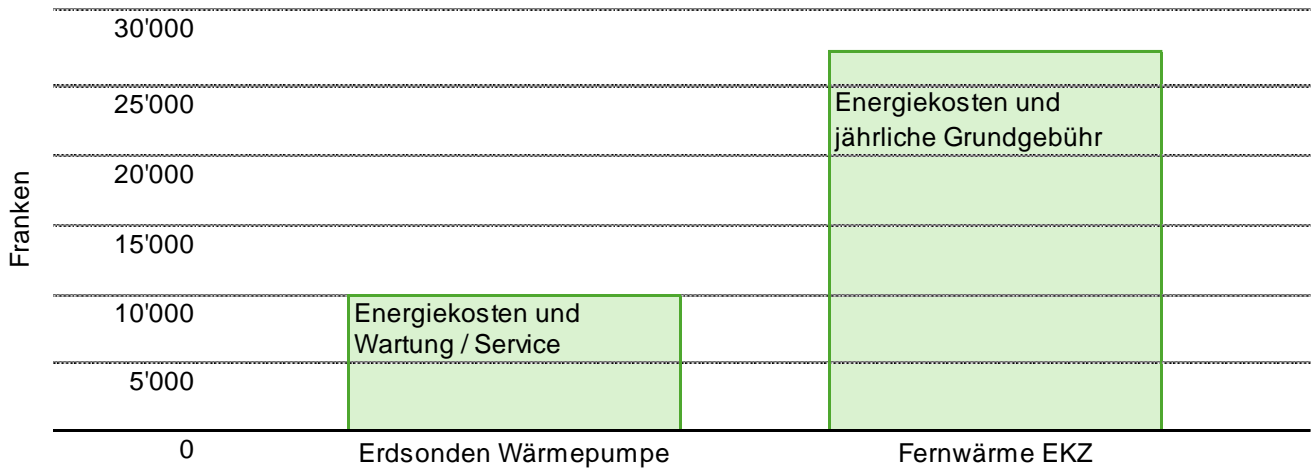 30'000
25'000
20'000
15'000
10'000
5'000
0
Franken
Energiekosten und
Wartung / Service
Energiekosten und
jährliche Grundgebühr
Erdsonden Wärmepumpe
Fernwärme EKZ